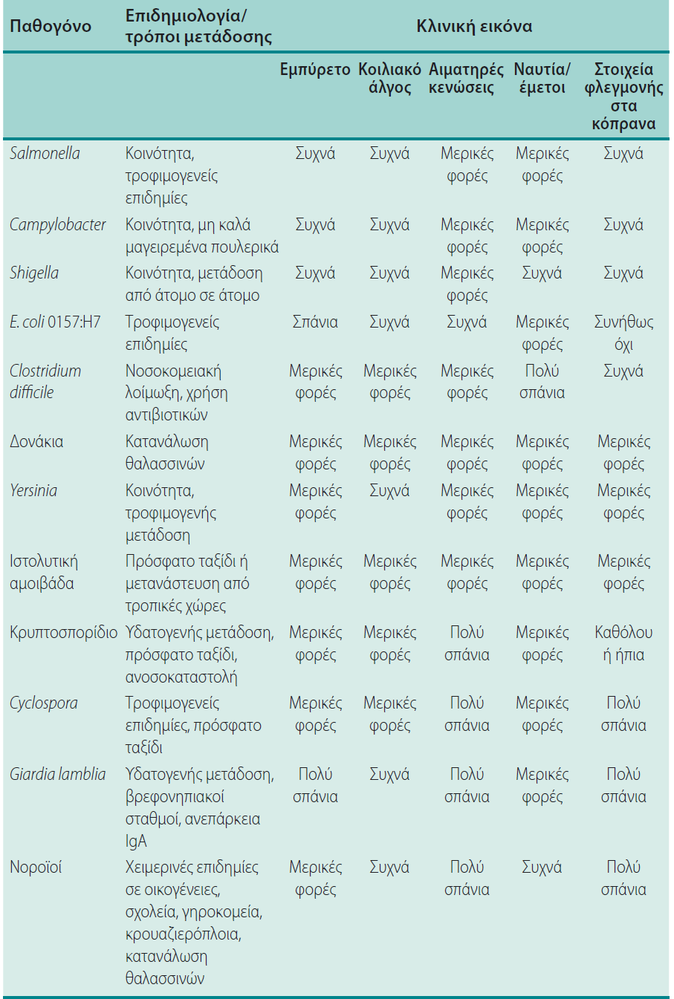 Παθογόνο Επιδημιολογία/ Κλινική εικόνα
τρόποι μετάδοσης
Εμπύρετο Κοιλιακό Αιματηρές Ναυτία/ Στοιχεία
άλγος κενώσεις έμετοι φλεγμονής
στα
κόπρανα
Salmonella Κοινότητα, Συχνά Συχνά Μερικές Μερικές Συχνά
τροφιμογενείς φορές φορές
επιδημίες
Campylobacter Κοινότητα, μη καλά Συχνά Συχνά Μερικές Μερικές Συχνά
μαγειρεμένα πουλερικά φορές φορές
Shigella Κοινότητα, μετάδοση Συχνά Συχνά Μερικές Συχνά Συχνά
από άτομο σε άτομο φορές
E. coli 0157:H7 Τροφιμογενείς Σπάνια Συχνά Συχνά Μερικές Συνήθως
επιδημίες φορές όχι
Clostridium Νοσοκομειακή Μερικές Μερικές Μερικές Πολύ Συχνά
difficile λοίμωξη, χρήση φορές φορές φορές σπάνια
αντιβιοτικών
Δονάκια Κατανάλωση Μερικές Μερικές Μερικές Μερικές Μερικές
θαλασσινών φορές φορές φορές φορές φορές
Yersinia Κοινότητα, Μερικές Συχνά Μερικές Μερικές Μερικές
τροφιμογενής φορές φορές φορές φορές
μετάδοση
Ιστολυτική Πρόσφατο ταξίδι ή Μερικές Μερικές Μερικές Μερικές Μερικές
αμοιβάδα μετανάστευση από φορές φορές φορές φορές φορές
τροπικές χώρες
Κρυπτοσπορίδιο Υδατογενής μετάδοση, Μερικές Μερικές Πολύ Μερικές Καθόλου
πρόσφατο ταξίδι, φορές φορές σπάνια φορές ή ήπια
ανοσοκαταστολή
Cyclospora Τροφιμογενείς Μερικές Μερικές Πολύ Μερικές Πολύ
επιδημίες, πρόσφατο φορές φορές σπάνια φορές σπάνια
ταξίδι
Giardia lamblia Υδατογενής μετάδοση, Πολύ Συχνά Πολύ Μερικές Πολύ
βρεφονηπιακοί σπάνια σπάνια φορές σπάνια
σταθμοί, ανεπάρκεια
IgA
Νοροϊοί Χειμερινές επιδημίες Μερικές Συχνά Πολύ Συχνά Πολύ
σε οικογένειες, φορές σπάνια σπάνια
σχολεία, γηροκομεία,
κρουαζιερόπλοια,
κατανάλωση
θαλασσινών